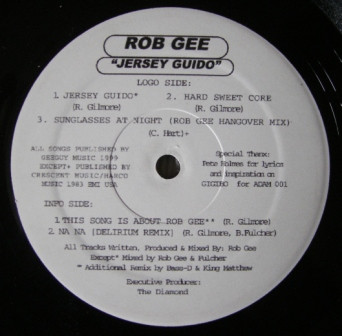 ROB GEE
"JERSEY GUIDO"
LOGO SIDE:
1. JERSEY GUIDO* 2. HARD SWEET CORE
(R. Gilmore) (R. Gilmore)
3. SUNGLASSES AT NIGHT (ROB GEE HANGOVER MIX)
(C. Hart)+
ALL SONGS PUBLISHED BY
GEEGUY MUSIC 1999
EXCEPT+ PUBLISHED BY
CRESCENT MUSIC/HARCO
MUSIC 1983 EMI USA
Special Thanx:
Pete Holmes for lyrics
and inspiration on
GIGIDO for ADAM 001
INFO SIDE:
1 THIS SONG IS ABOUT ROB GEE** (R. Gilmore)
2. NA NA [DELIRIUM REMIX] (R. Gilmore, B.Fulcher)
All Tracks Written, Produced & Mixed By: Rob Gee
Except* Mixed by Rob Gee & Fulcher
** Additional Remix by Bass-D & King Matthew
Executive Producer:
The Diamond